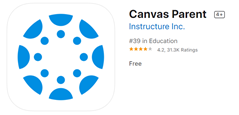 Canvas Parent 4+
Instructure Inc.
#39 in Education
4.2, 31.3K Ratings
Free